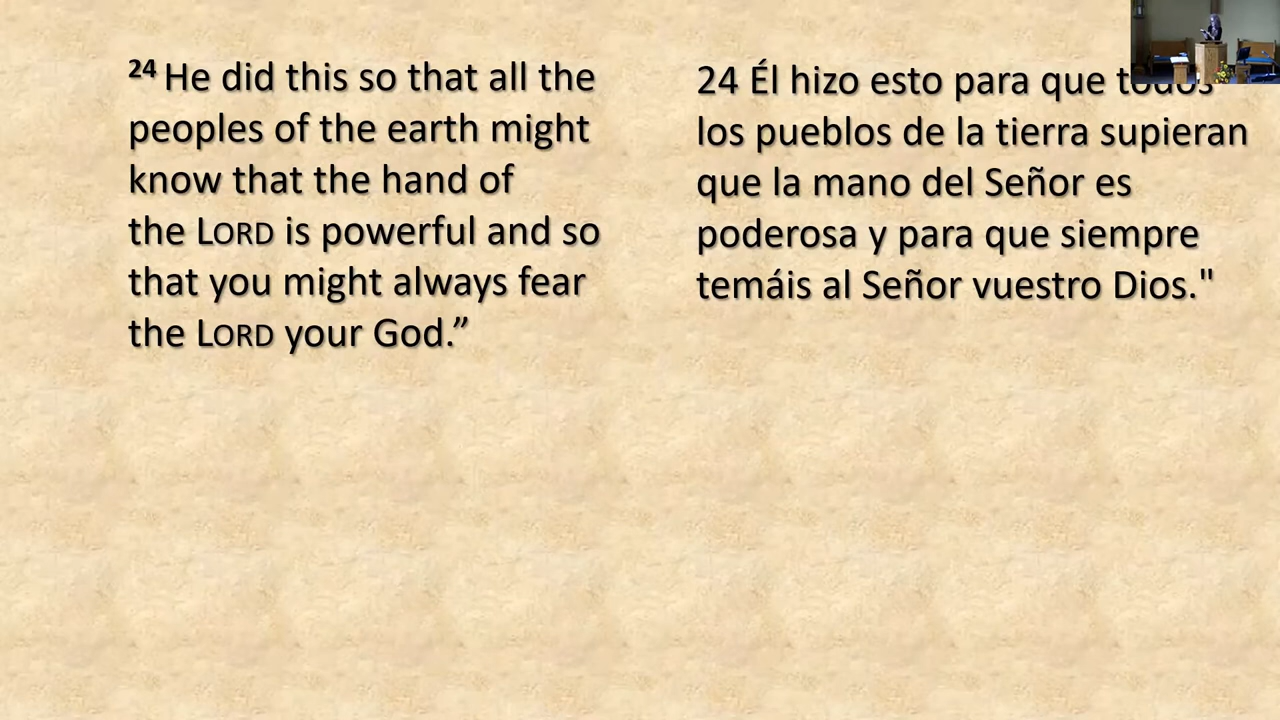 24 He did this so that all the
peoples of the earth might
know that the hand of
the LORD is powerful and so
that you might always fear
the LORD your God.”
24 Él hizo esto para que todos
los pueblos de la tierra supieran
que la mano del Señor es
poderosa y para que siempre
temáis al Señor vuestro Dios."